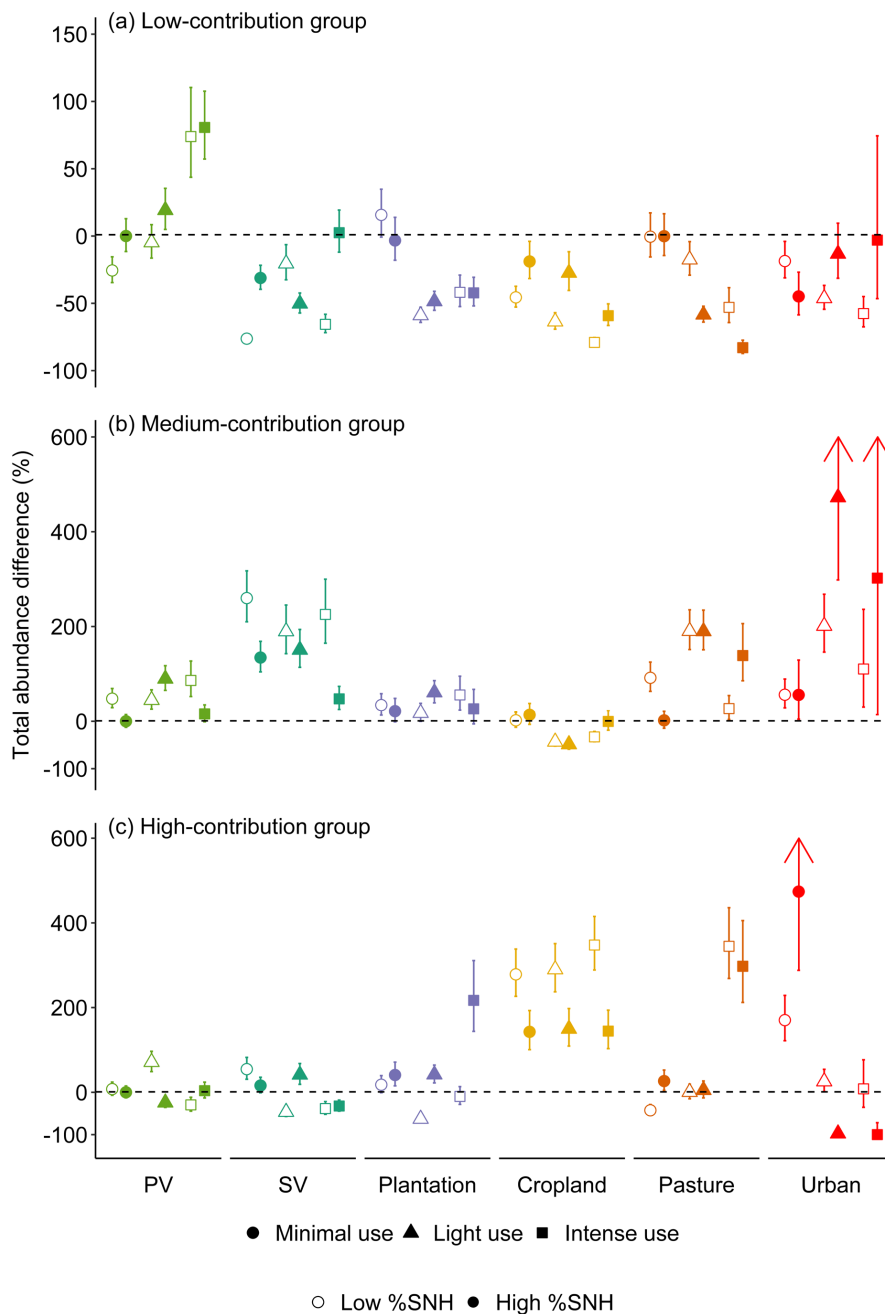 (a) Low-contribution group
150
100
50
0
-50
-100
(b) Medium-contribution group
600
400
200
0
-100
Total abundance difference (%)
(c) High-contribution group
600
400
200
0
-100
PV SV Plantation Cropland Pasture Urban
Minimal use Light use Intense use
Low %SNH High %SNH